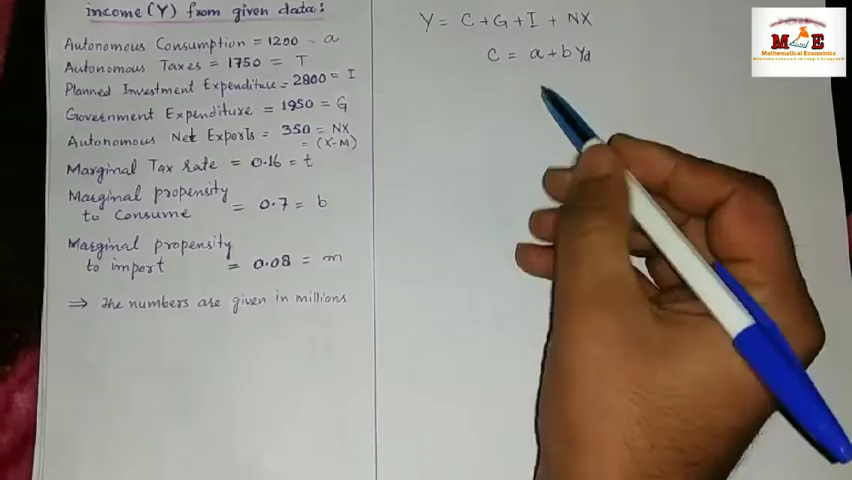 income (Y) from given data:
Autonomous Consumption = 1200 = a
Autonomous Taxes = 1750 = T
Planned Investment Expenditure = 2800 = I
Government Expenditure = 1950 = G
Autonomous Net Exports = 350 = NX
= (X-M)
Marginal Tax rate = 0.16 = t
Marginal propensity
to Consume = 0.7 = b
Marginal propensity
to import = 0.08 = m
⇒ The numbers are given in millions
Y = C + G + I + NX
C = a + b Yd
M E
Mathematical Economics